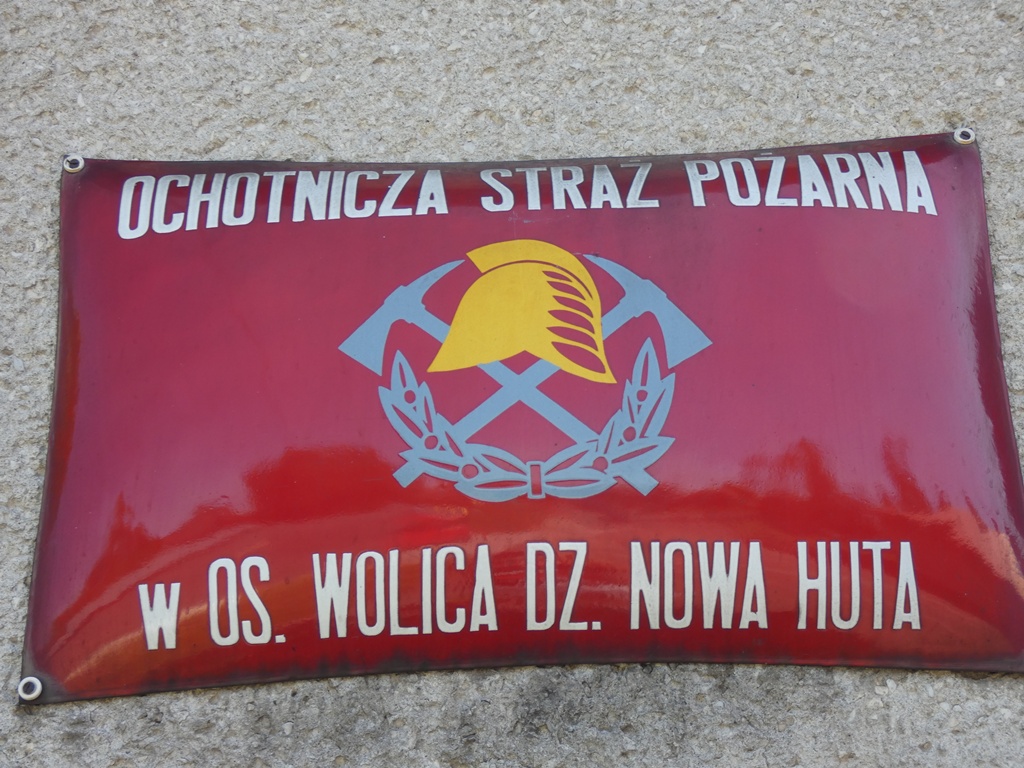 OCHOTNICZA STRAŻ POŻARNA
W OS. WOLICA DZ. NOWA HUTA